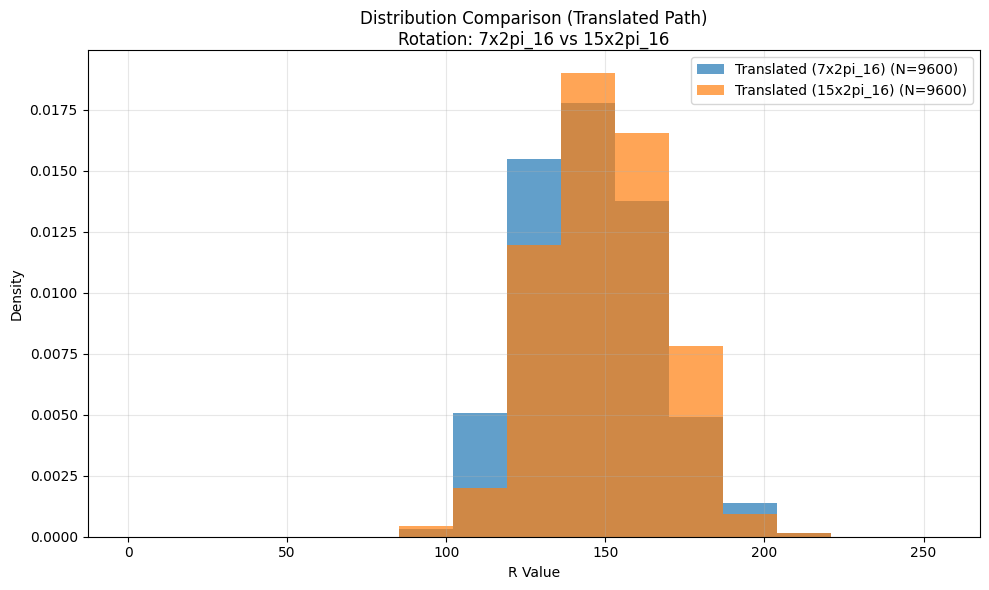 Distribution Comparison (Translated Path)
Rotation: 7x2pi_16 vs 15x2pi_16
Translated (7x2pi_16) (N=9600)
Translated (15x2pi_16) (N=9600)
Density
0.0175
0.0150
0.0125
0.0100
0.0075
0.0050
0.0025
0.0000
0 50 100 150 200 250
R Value